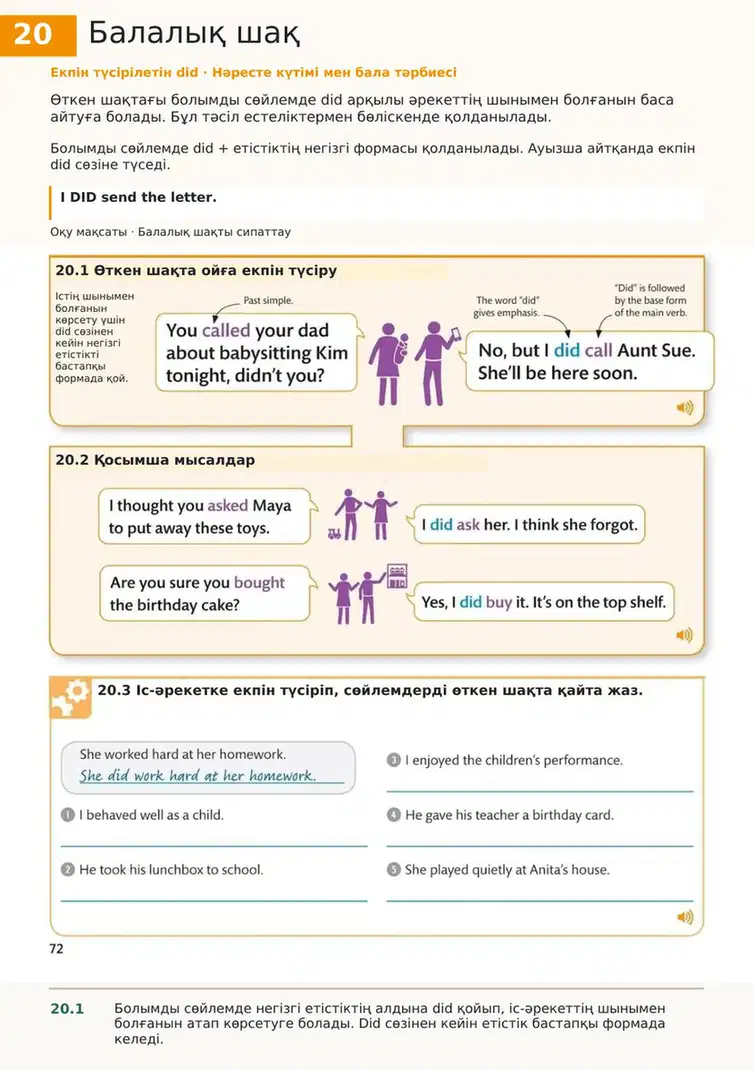 20 Балалық шақ
Екпін түсірілетін did · Нәресте күтімі мен бала тәрбиесі
Өткен шақтағы болымды сөйлемде did арқылы әрекеттің шынымен болғанын баса
айтуға болады. Бұл тәсіл естеліктермен бөліскенде қолданылады.
Болымды сөйлемде did + етістіктің негізгі формасы қолданылады. Ауызша айтқанда екпін
did сөзіне түседі.
I DID send the letter.
Оқу мақсаты · Балалық шақты сипаттау
20.1 Өткен шақта ойға екпін түсіру
Істің шынымен
болғанын
көрсету үшін
did сөзінен
кейін негізгі
етістікті
бастапқы
формада қой.
Past simple.
You called your dad
about babysitting Kim
tonight, didn't you?
The word "did"
gives emphasis.
"Did" is followed
by the base form
of the main verb.
No, but I did call Aunt Sue.
She'll be here soon.
20.2 Қосымша мысалдар
I thought you asked Maya
to put away these toys.
I did ask her. I think she forgot.
Are you sure you bought
the birthday cake?
Yes, I did buy it. It's on the top shelf.
20.3 Іс-әрекетке екпін түсіріп, сөйлемдерді өткен шақта қайта жаз.
She worked hard at her homework.
She did work hard at her homework.
1 I behaved well as a child.
2 He took his lunchbox to school.
3 I enjoyed the children's performance.
4 He gave his teacher a birthday card.
5 She played quietly at Anita's house.
72
20.1 Болымды сөйлемде негізгі етістіктің алдына did қойып, іс-әрекеттің шынымен
болғанын атап көрсетуге болады. Did сөзінен кейін етістік бастапқы формада
келеді.